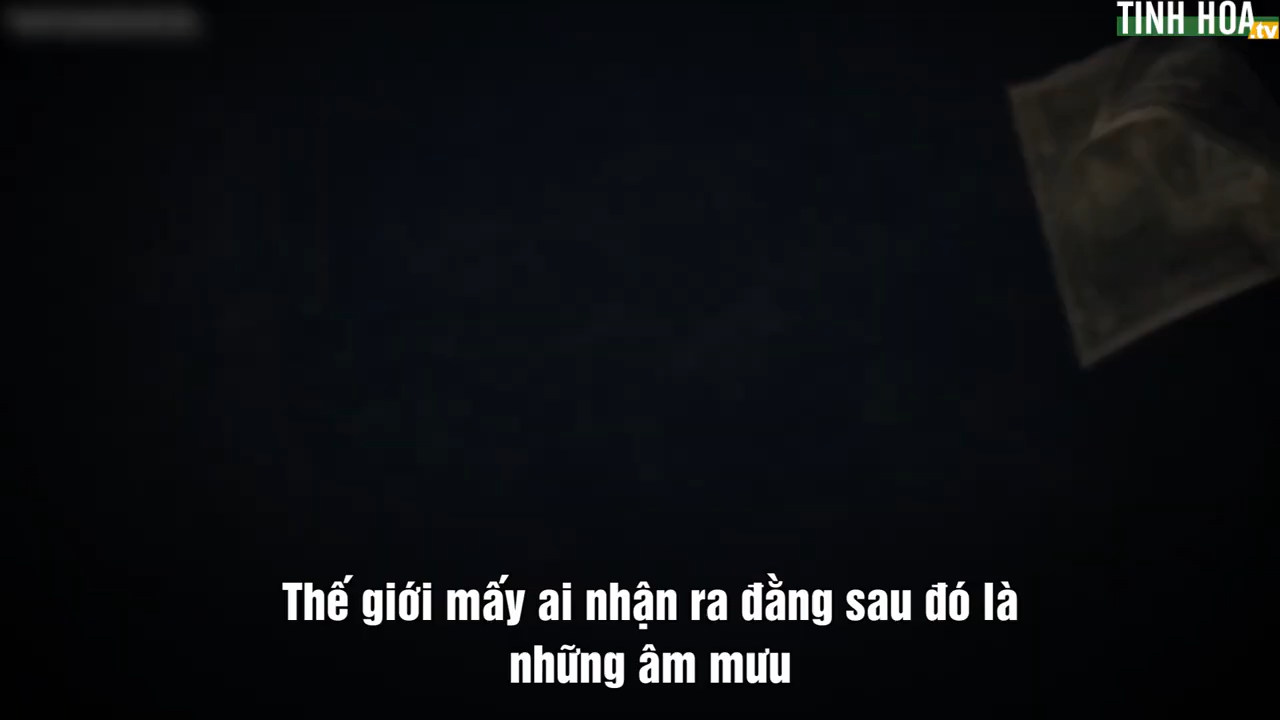 TINH HOA
.tv
Thế giới mấy ai nhận ra đằng sau đó là
những âm mưu